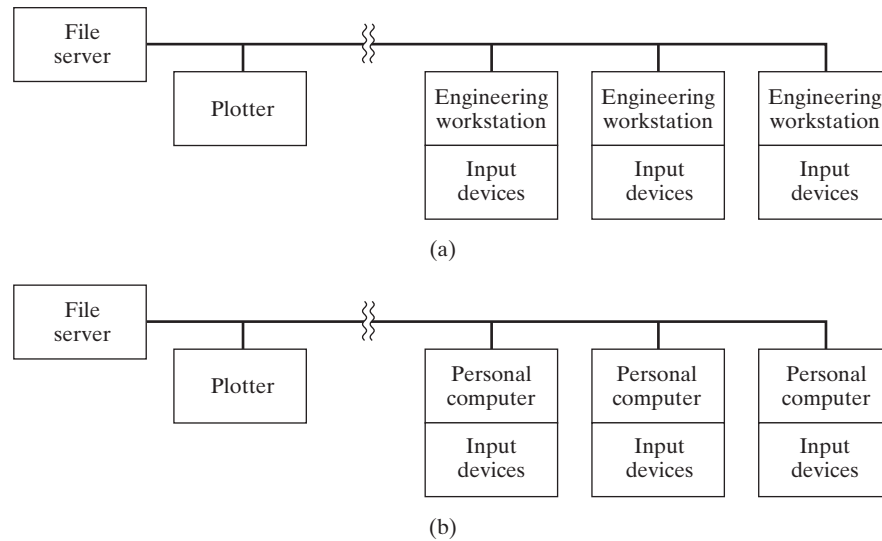 File
server
Plotter
Engineering
workstation
Input
devices
Engineering
workstation
Input
devices
Engineering
workstation
Input
devices
(a)
File
server
Plotter
Personal
computer
Input
devices
Personal
computer
Input
devices
Personal
computer
Input
devices
(b)